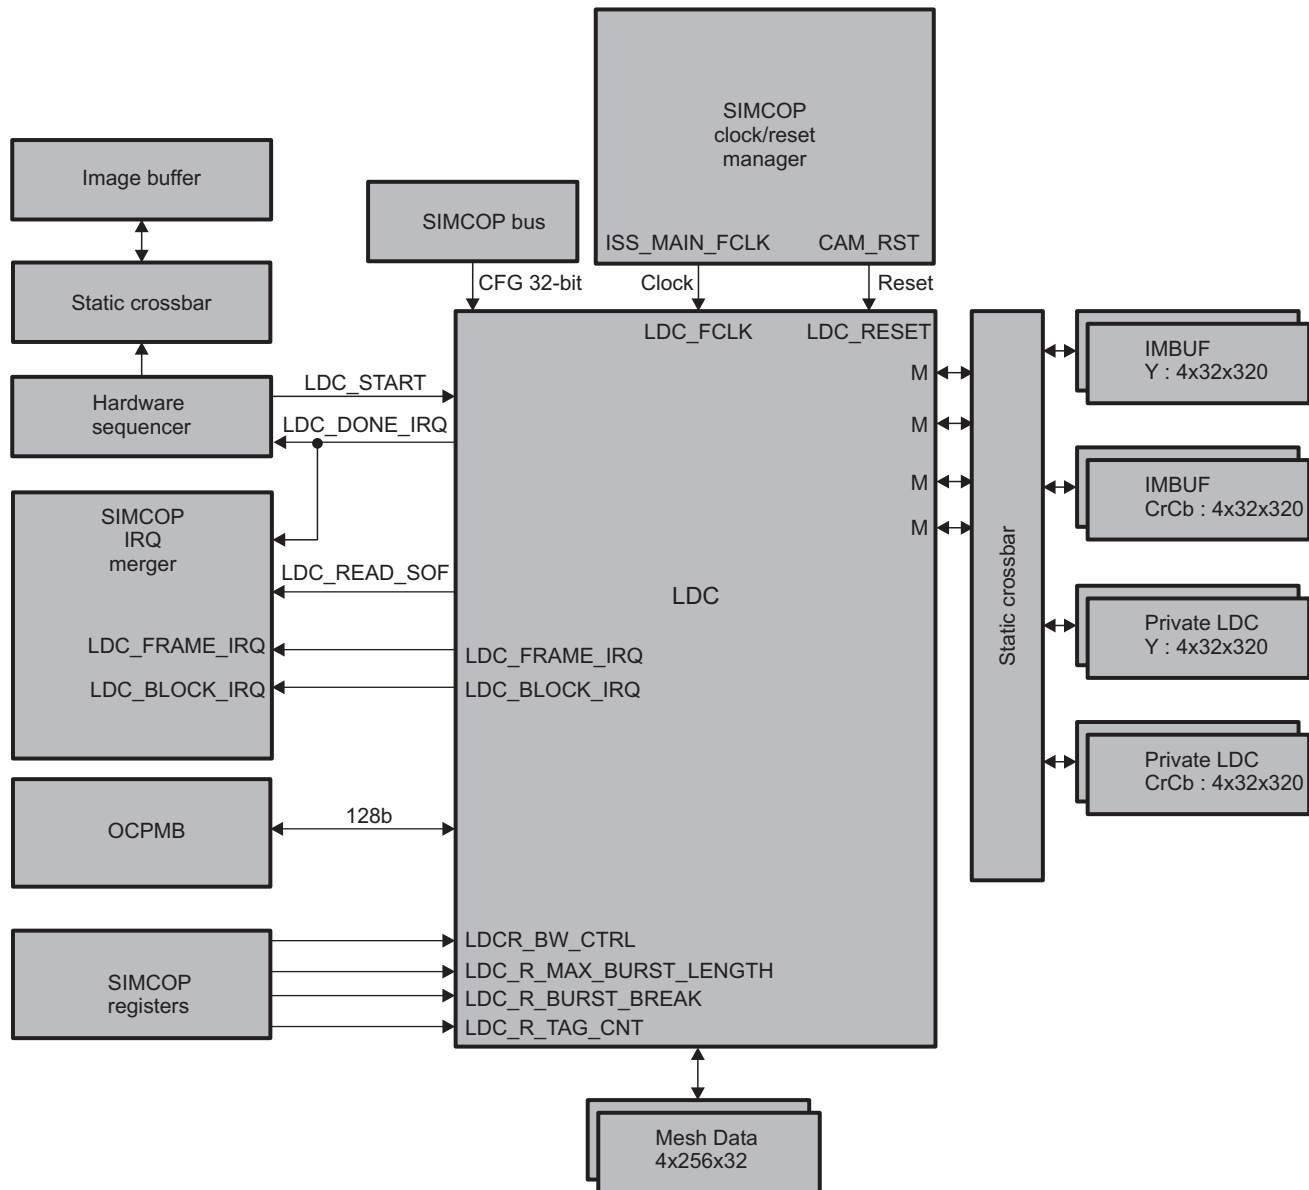 SIMCOP
clock/reset
manager
ISS_MAIN_FCLK
CAM_RST
Image buffer
SIMCOP bus
CFG 32-bit
Clock
Reset
Static crossbar
LDC_FCLK
LDC_RESET
Hardware
sequencer
LDC_START
LDC_DONE_IRQ
M
M
M
M
IMBUF
Y : 4x32x320
IMBUF
CrCb : 4x32x320
SIMCOP
IRQ
merger
LDC_READ_SOF
LDC_FRAME_IRQ
LDC_BLOCK_IRQ
LDC_FRAME_IRQ
LDC_BLOCK_IRQ
LDC
Static crossbar
Private LDC
Y : 4x32x320
Private LDC
CrCb : 4x32x320
OCPMB
128b
SIMCOP
registers
LDCR_BW_CTRL
LDC_R_MAX_BURST_LENGTH
LDC_R_BURST_BREAK
LDC_R_TAG_CNT
Mesh Data
4x256x32